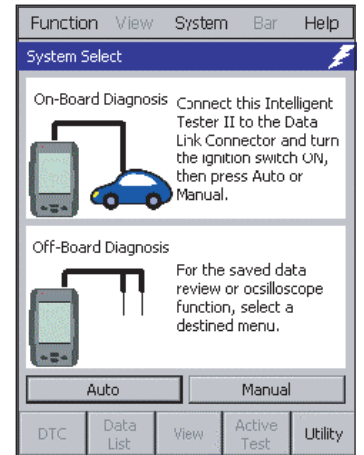 Function View System Bar Help
System Select
On-Board Diagnosis
Connect this Intelligent
Tester II to the Data
Link Connector and turn
the ignition switch ON,
then press Auto or
Manual.
Off-Board Diagnosis
For the saved data
review or ocsilloscope
function, select a
destined menu.
Auto Manual
DTC Data List View Active Test Utility